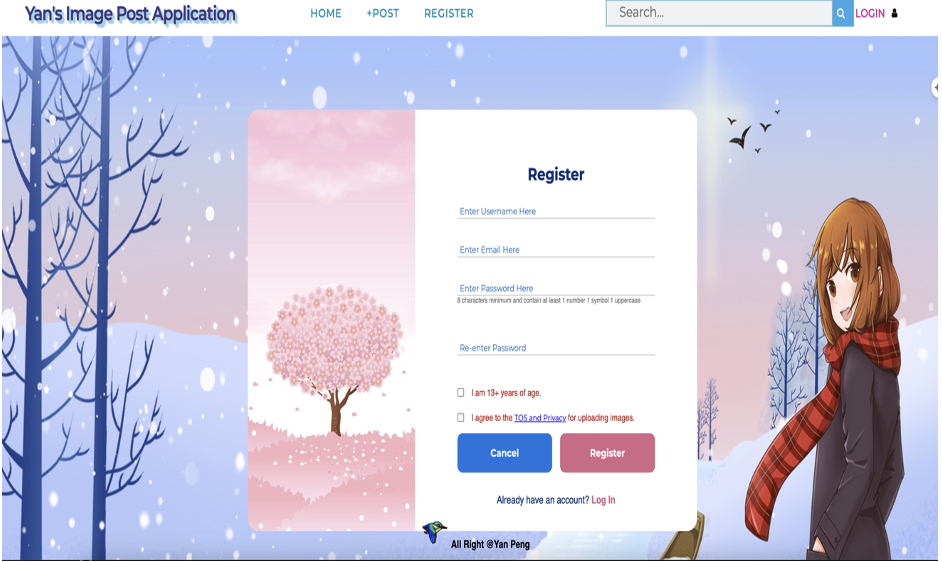 Yan's Image Post Application
HOME
+POST
REGISTER
Search...
LOGIN
Register
Enter Username Here
Enter Email Here
Enter Password Here
8 characters minimum and contain at least 1 number 1 symbol 1 uppercase
Re-enter Password
I am 13+ years of age.
I agree to the TOS and Privacy for uploading images.
Cancel
Register
Already have an account? Log In
All Right @Yan Peng